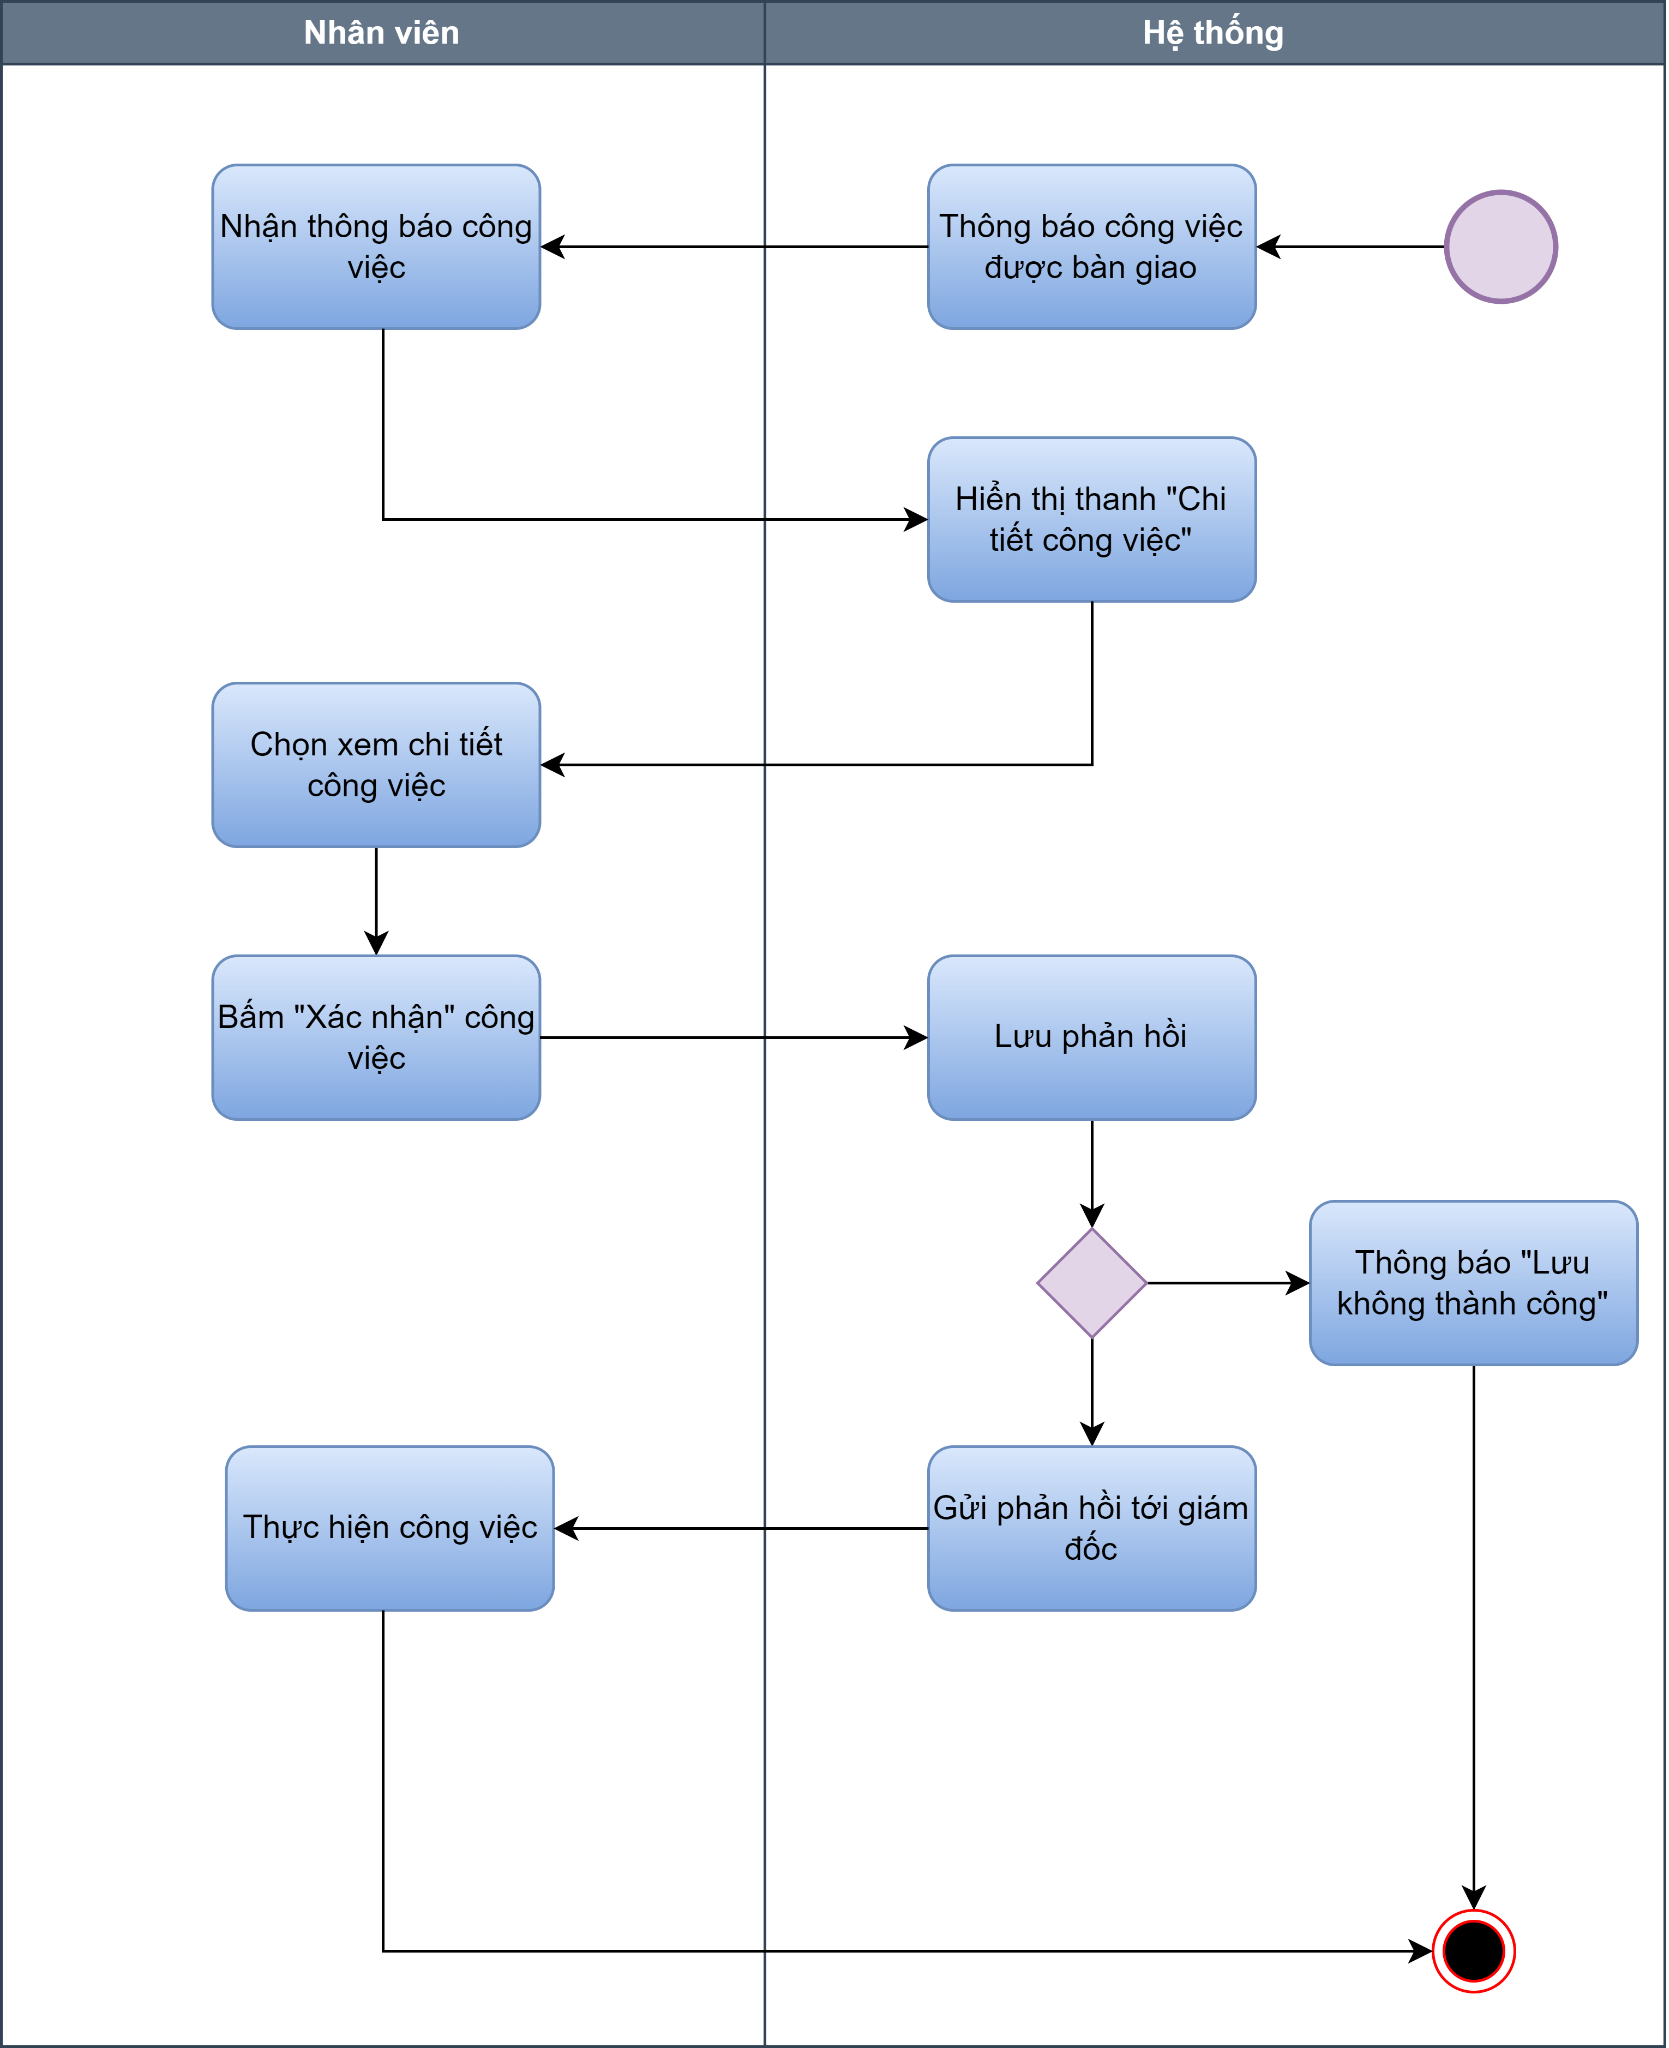 Nhân viên
Hệ thống
Nhận thông báo công
việc
Thông báo công việc
được bàn giao
Hiển thị thanh "Chi
tiết công việc"
Chọn xem chi tiết
công việc
Bấm "Xác nhận" công
việc
Lưu phản hồi
Thông báo "Lưu
không thành công"
Thực hiện công việc
Gửi phản hồi tới giám
đốc